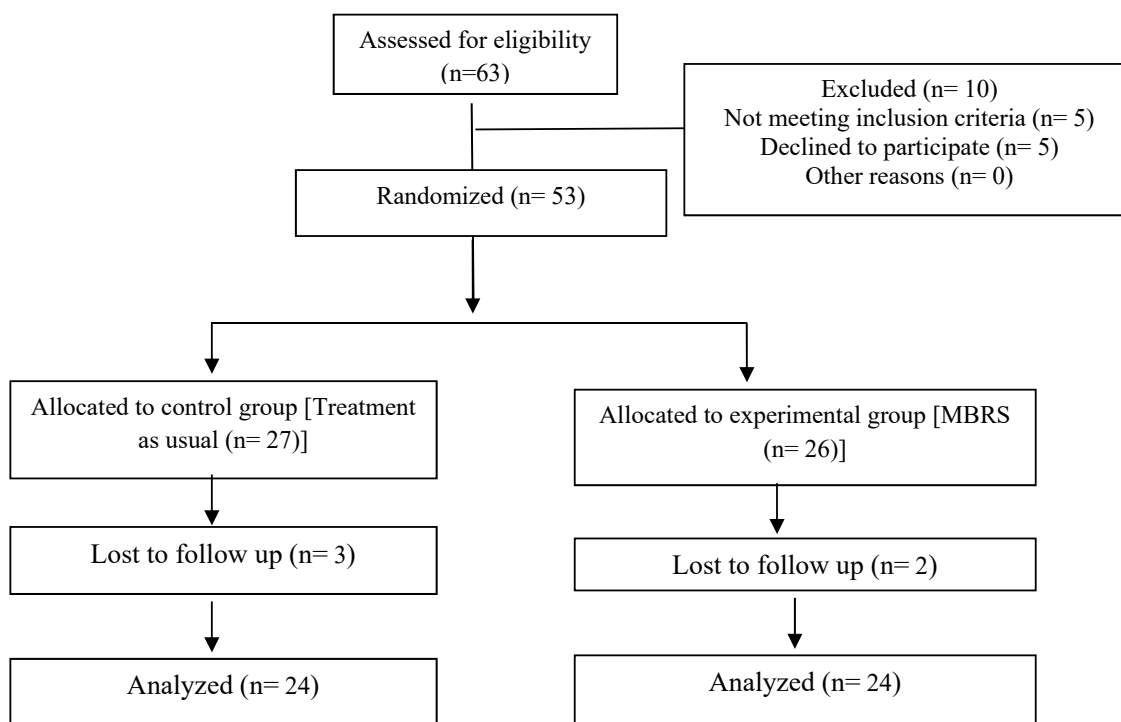 Assessed for eligibility
(n=63)
Excluded (n= 10)
Not meeting inclusion criteria (n= 5)
Declined to participate (n= 5)
Other reasons (n= 0)
Randomized (n= 53)
Allocated to control group [Treatment
as usual (n= 27)]
Allocated to experimental group [MBRS
(n= 26)]
Lost to follow up (n= 3)
Lost to follow up (n= 2)
Analyzed (n= 24)
Analyzed (n= 24)